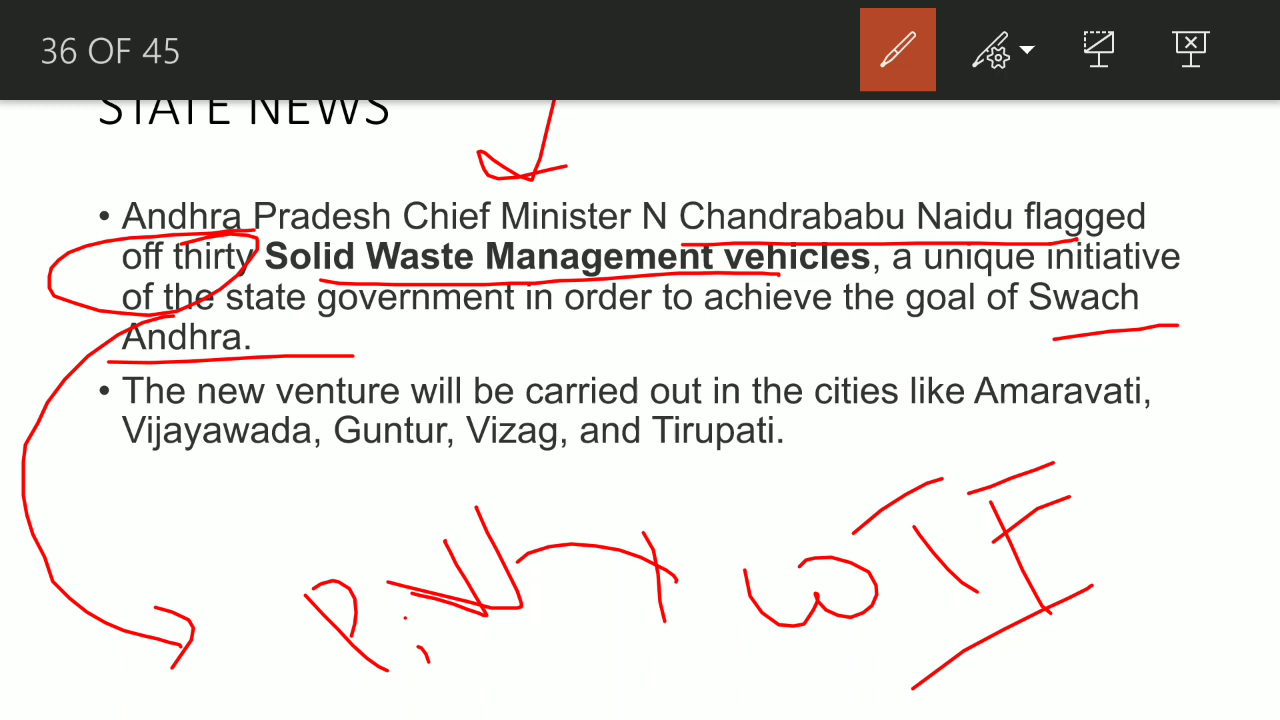 36 OF 45
STATE NEWS
• Andhra Pradesh Chief Minister N Chandrababu Naidu flagged
off thirty Solid Waste Management vehicles, a unique initiative
of the state government in order to achieve the goal of Swach
Andhra.
• The new venture will be carried out in the cities like Amaravati,
Vijayawada, Guntur, Vizag, and Tirupati.